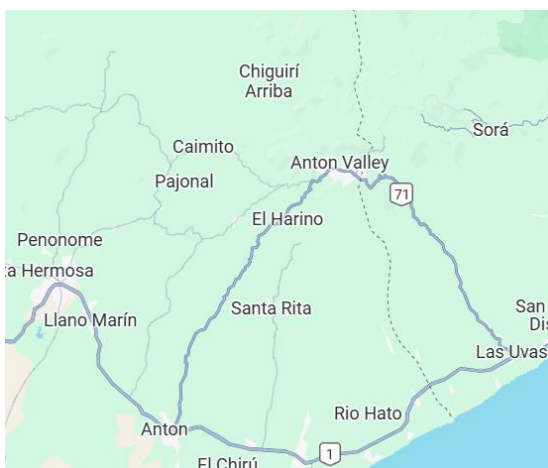 Chiguirí
Arriba
Sorá
Caimito
Anton Valley
Pajonal
71
El Harino
Penonome
ta Hermosa
Santa Rita
San
Llano Marín
Dis
Las Uvas
Rio Hato
Anton
1
El Chirú